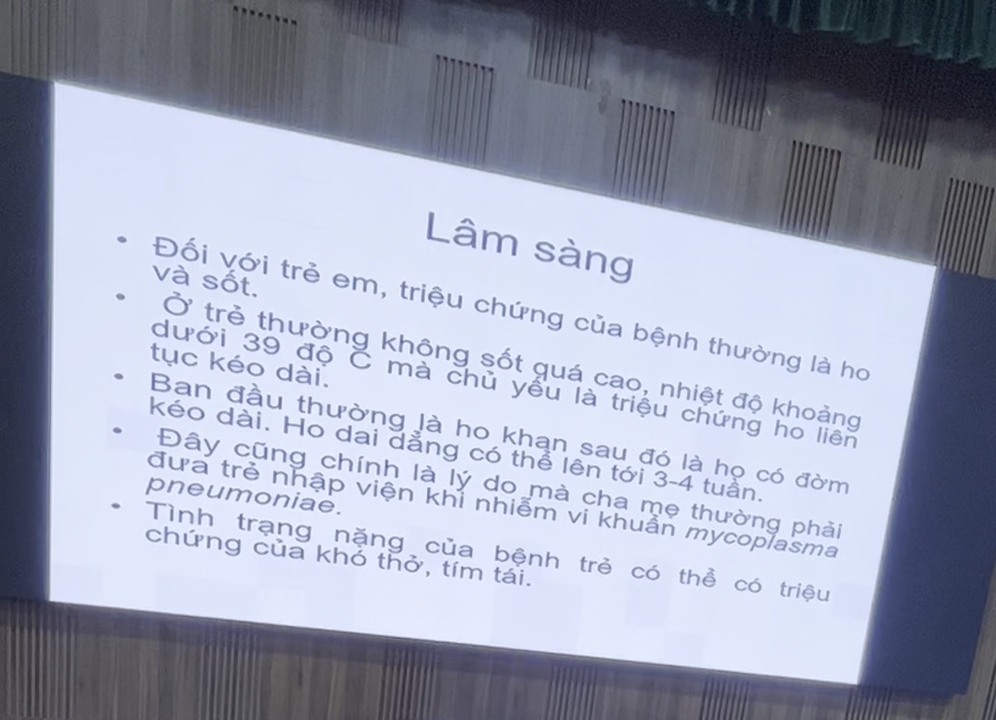 Lâm sàng
• Đối với trẻ em, triệu chứng của bệnh thường là ho
và sốt.
• Ở trẻ thường không sốt quá cao, nhiệt độ khoảng
dưới 39 độ C mà chủ yếu là triệu chứng ho liên
tục kéo dài.
• Ban đầu thường là ho khan sau đó là ho có đờm
kéo dài. Ho dai dẳng có thể lên tới 3-4 tuần.
• Đây cũng chính là lý do mà cha mẹ thường phải
đưa trẻ nhập viện khi nhiễm vi khuẩn mycoplasma
pneumoniae.
• Tình trạng nặng của bệnh trẻ có thể có triệu
chứng của khó thở, tím tái.